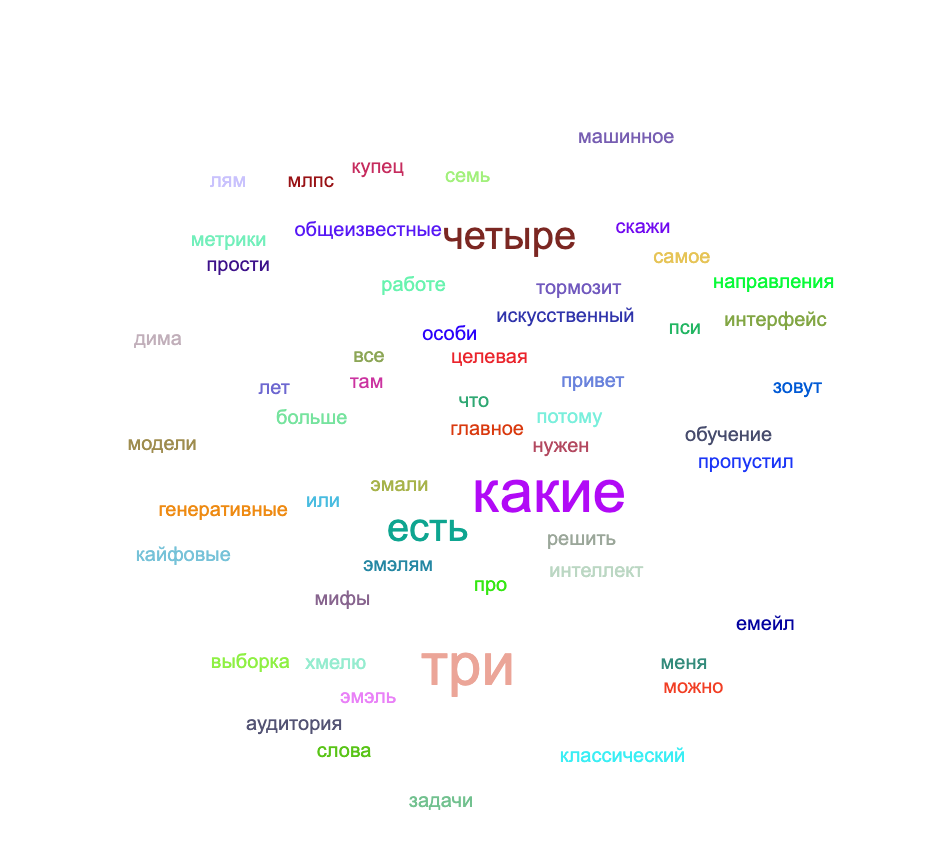 машинное
купец
семь
лям
млпс
скажи
общеизвестные
четыре
метрики
самое
прости
направления
работе
тормозит
искусственный
интерфейс
пси
особи
дима
все
целевая
там
привет
лет
зовут
что
больше
потому
главное
обучение
модели
нужен
пропустил
эмали
какие
или
генеративные
есть
решить
кайфовые
эмэлям
интеллект
про
мифы
емейл
выборка
хмелю
три
меня
можно
эмэль
аудитория
слова
классический
задачи